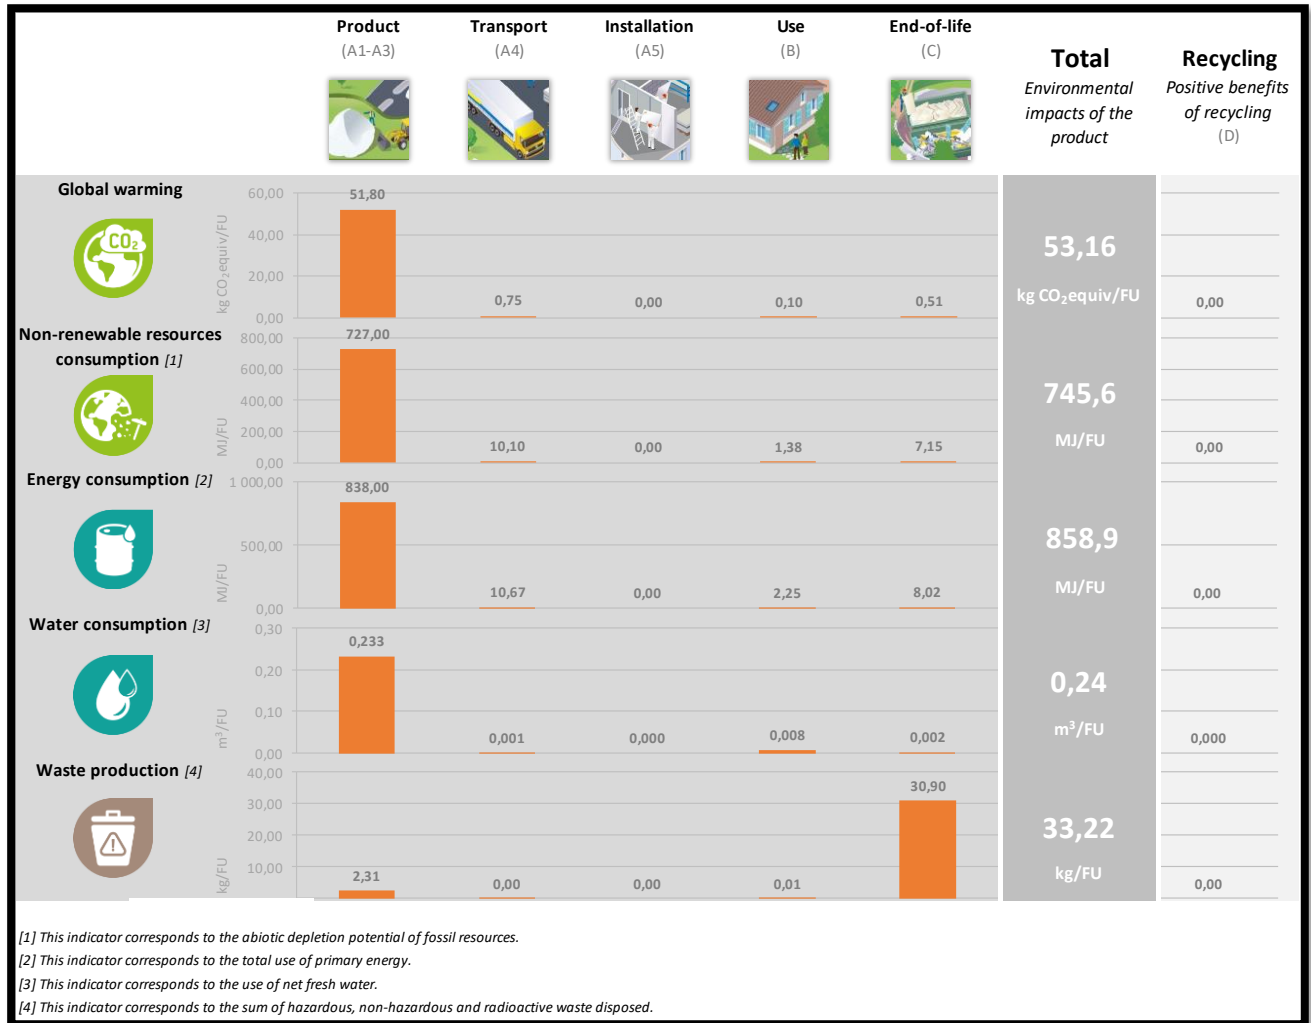 Product
(A1-A3)
Transport
(A4)
Installation
(A5)
Use
(B)
End-of-life
(C)
Total
Environmental
impacts of the
product
Recycling
Positive benefits
of recycling
(D)
Global warming
CO2
kg CO2equiv/FU
60,00
40,00
20,00
0,00
51,80
0,75
0,00
0,10
0,51
53,16
kg CO2equiv/FU
0,00
Non-renewable resources
consumption [1]
MJ/FU
800,00
600,00
400,00
200,00
0,00
727,00
10,10
0,00
1,38
7,15
745,6
MJ/FU
0,00
Energy consumption [2]
MJ/FU
1 000,00
500,00
0,00
838,00
10,67
0,00
2,25
8,02
858,9
MJ/FU
0,00
Water consumption [3]
m³/FU
0,30
0,20
0,10
0,00
0,233
0,001
0,000
0,008
0,002
0,24
m³/FU
0,000
Waste production [4]
kg/FU
40,00
30,00
20,00
10,00
2,31
0,00
0,00
0,01
30,90
33,22
kg/FU
0,00
[1] This indicator corresponds to the abiotic depletion potential of fossil resources.
[2] This indicator corresponds to the total use of primary energy.
[3] This indicator corresponds to the use of net fresh water.
[4] This indicator corresponds to the sum of hazardous, non-hazardous and radioactive waste disposed.